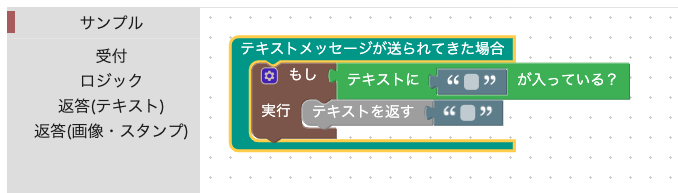 サンプル
受付
ロジック
返答(テキスト)
返答(画像・スタンプ)
テキストメッセージが送られてきた場合
もし テキストに “ ” が入っている？
実行 テキストを返す “ ”